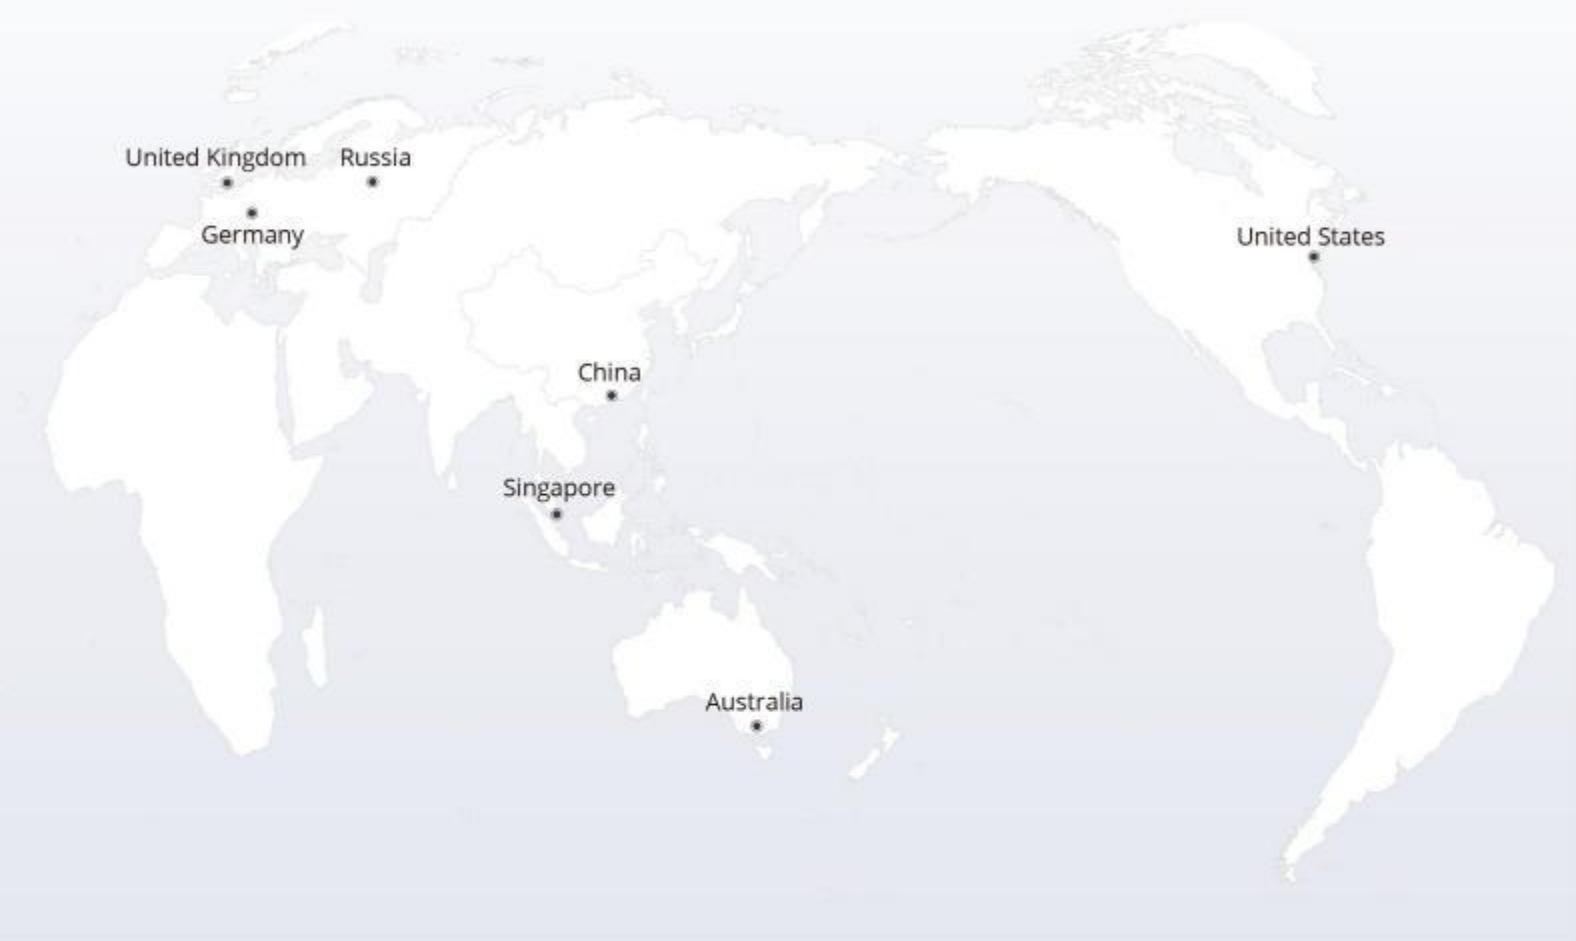 United Kingdom
Russia
Germany
United States
China
Singapore
Australia